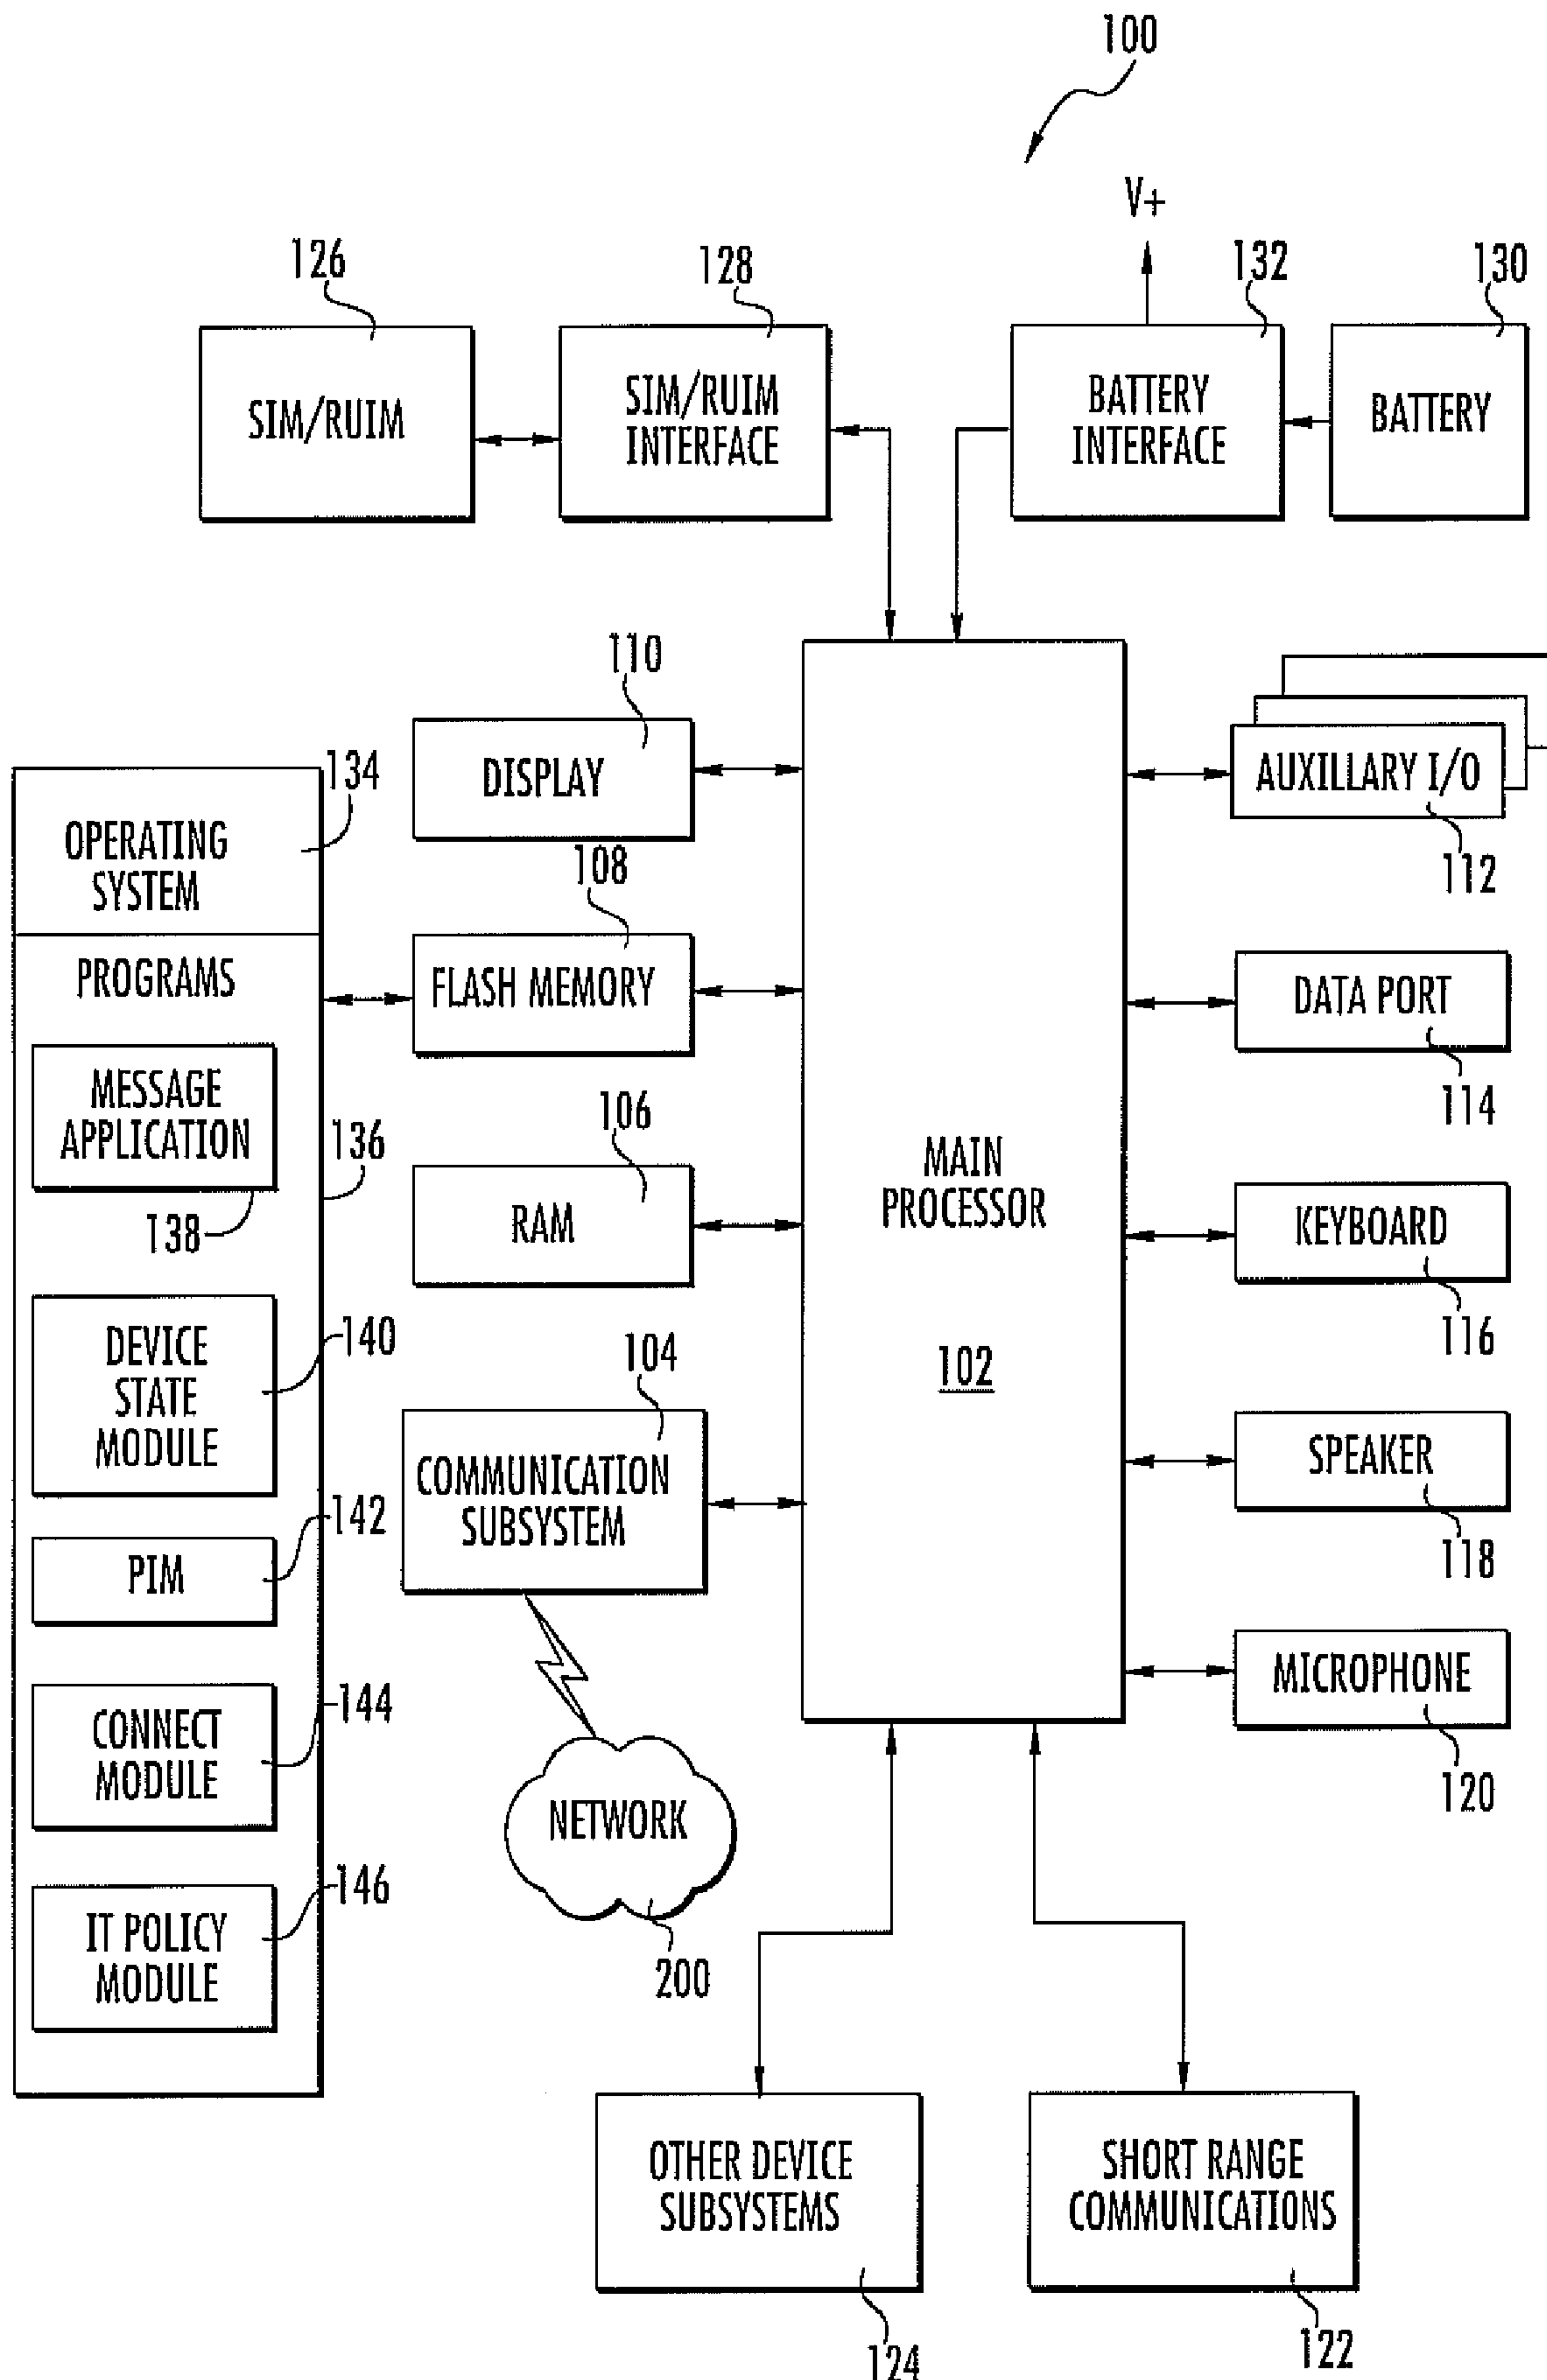 100
V+
126
128
132
130
SIM/RUIM
SIM/RUIM
INTERFACE
BATTERY
INTERFACE
BATTERY
110
134
DISPLAY
AUXILLARY I/O
112
OPERATING
SYSTEM
108
PROGRAMS
FLASH MEMORY
DATA PORT
114
MESSAGE
APPLICATION
136
138
106
RAM
MAIN
PROCESSOR
102
KEYBOARD
116
DEVICE
STATE
MODULE
140
104
COMMUNICATION
SUBSYSTEM
SPEAKER
118
142
PIM
MICROPHONE
120
CONNECT
MODULE
144
NETWORK
200
146
IT POLICY
MODULE
OTHER DEVICE
SUBSYSTEMS
124
SHORT RANGE
COMMUNICATIONS
122